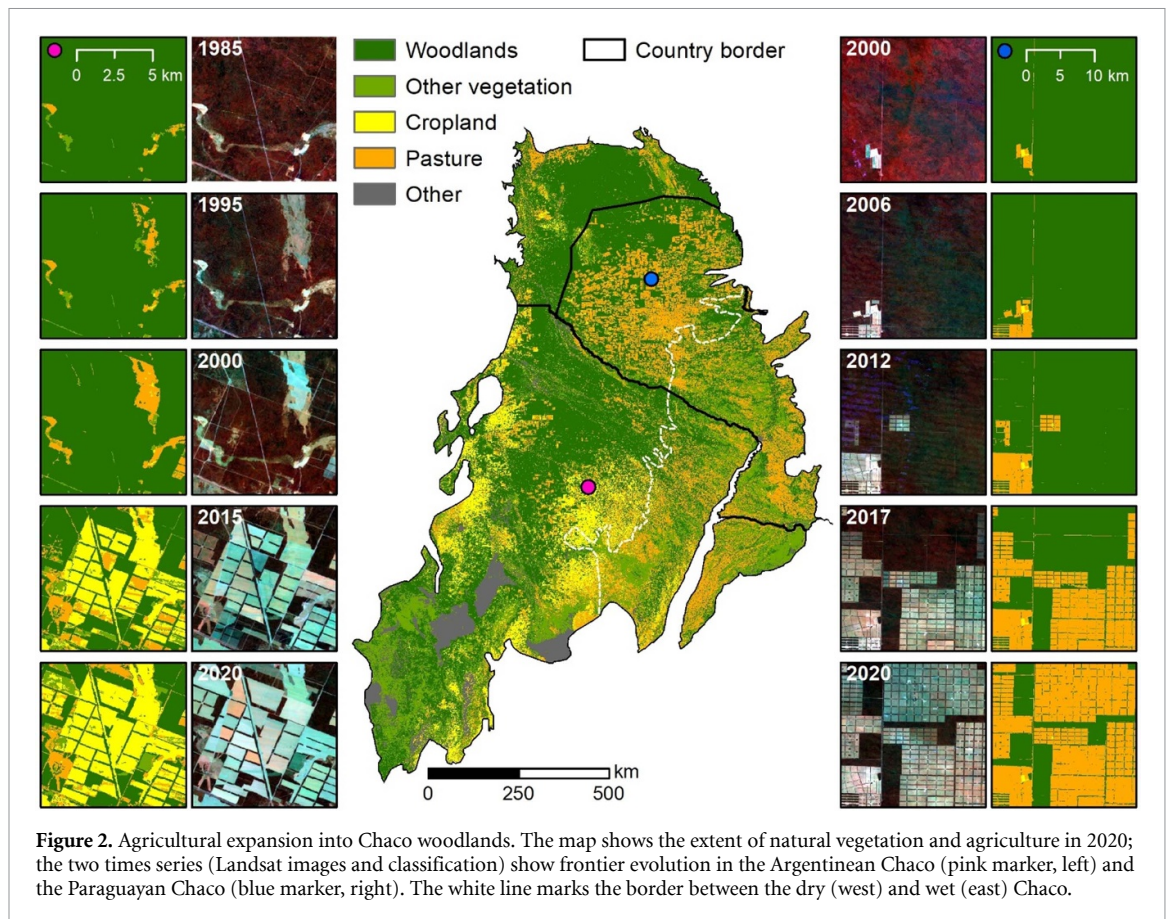 0 2.5 5 km
1985
1995
2000
2015
2020
Woodlands
Other vegetation
Cropland
Pasture
Other
Country border
km
0 250 500
2000
0 5 10 km
2006
2012
2017
2020
Figure 2. Agricultural expansion into Chaco woodlands. The map shows the extent of natural vegetation and agriculture in 2020;
the two times series (Landsat images and classification) show frontier evolution in the Argentinean Chaco (pink marker, left) and
the Paraguayan Chaco (blue marker, right). The white line marks the border between the dry (west) and wet (east) Chaco.